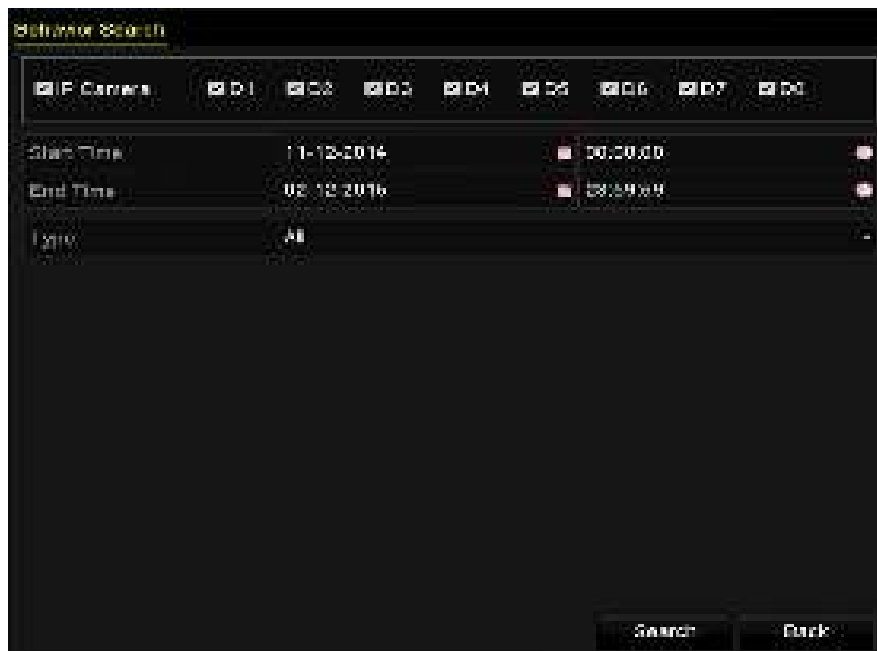 Behavior Search
IP Camera D1 D2 D3 D4 D5 D6 D7 D8
Start Time 11-12-2014 00:00:00
End Time 02-12-2015 23:59:59
Type All
Search Back